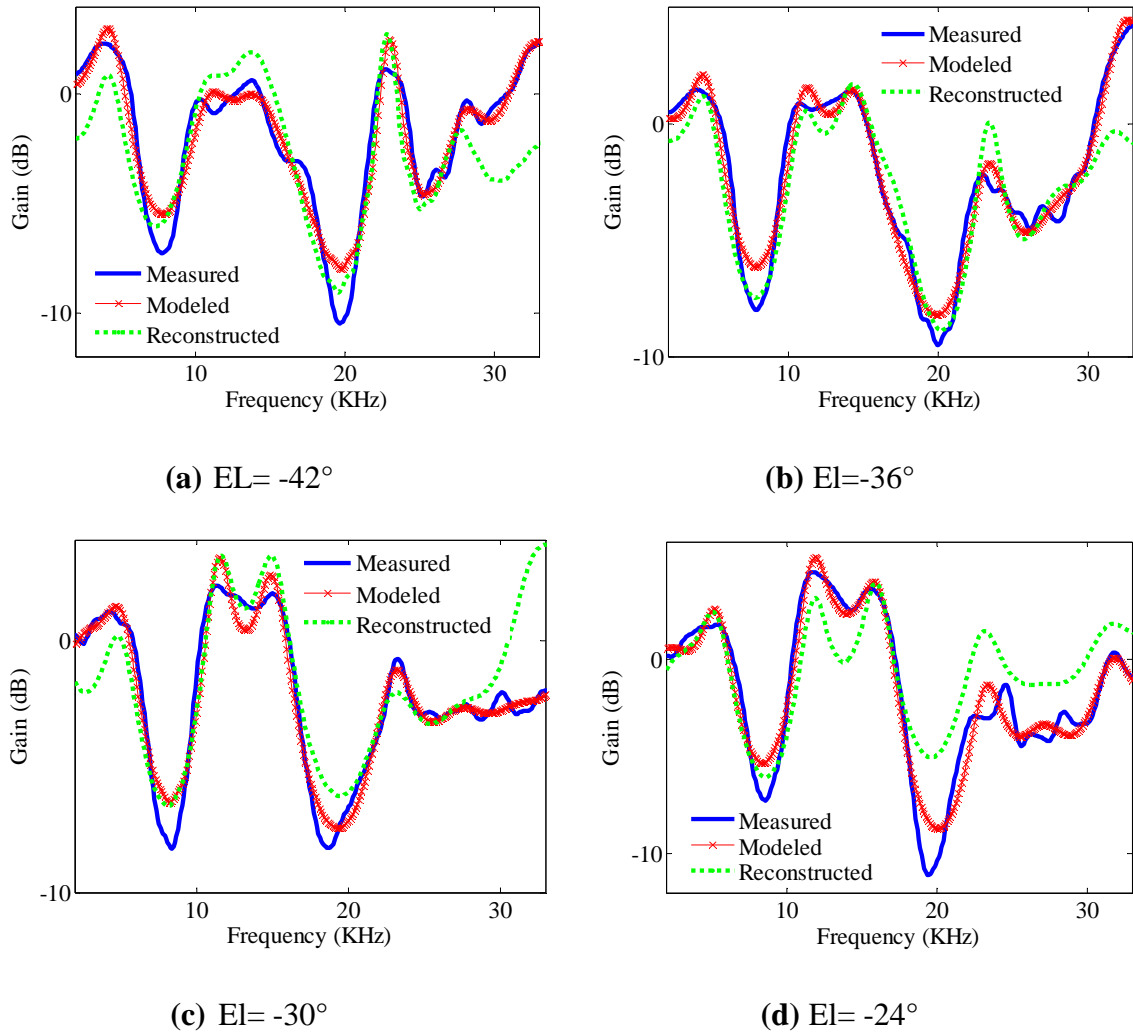 0
-10
Gain (dB)
Measured
Modeled
Reconstructed
10 20 30
Frequency (KHz)
(a) EL= -42°
0
-10
Gain (dB)
Measured
Modeled
Reconstructed
10 20 30
Frequency (KHz)
(b) El=-36°
0
-10
Gain (dB)
Measured
Modeled
Reconstructed
10 20 30
Frequency (KHz)
(c) El= -30°
0
-10
Gain (dB)
Measured
Modeled
Reconstructed
10 20 30
Frequency (KHz)
(d) El= -24°